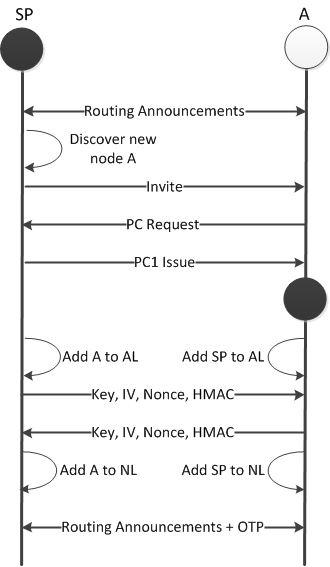 SP
A
Routing Announcements
Discover new
node A
Invite
PC Request
PC1 Issue
Add A to AL
Add SP to AL
Key, IV, Nonce, HMAC
Key, IV, Nonce, HMAC
Add A to NL
Add SP to NL
Routing Announcements + OTP